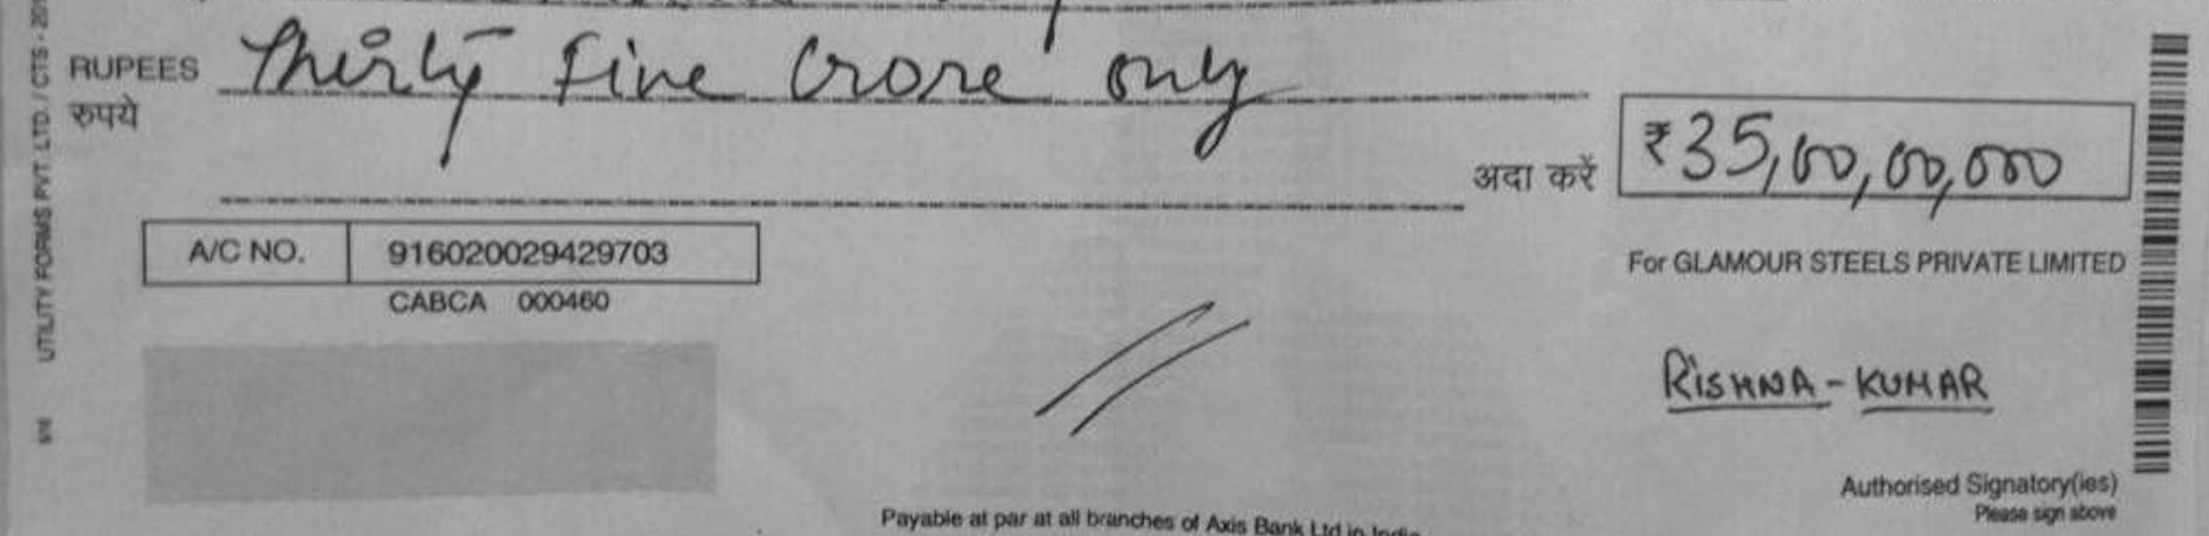 RUPEES Thirty Five Crore only
रुपये
अदा करें ₹35,00,00,000
A/C NO. 916020029429703
For GLAMOUR STEELS PRIVATE LIMITED
CABCA 000460
RISHNA - KUMAR
Authorised Signatory(ies)
Please sign above
Payable at par at all branches of Axis Bank Ltd in India
UTILITY FORMS PVT. LTD. / CTS - 201